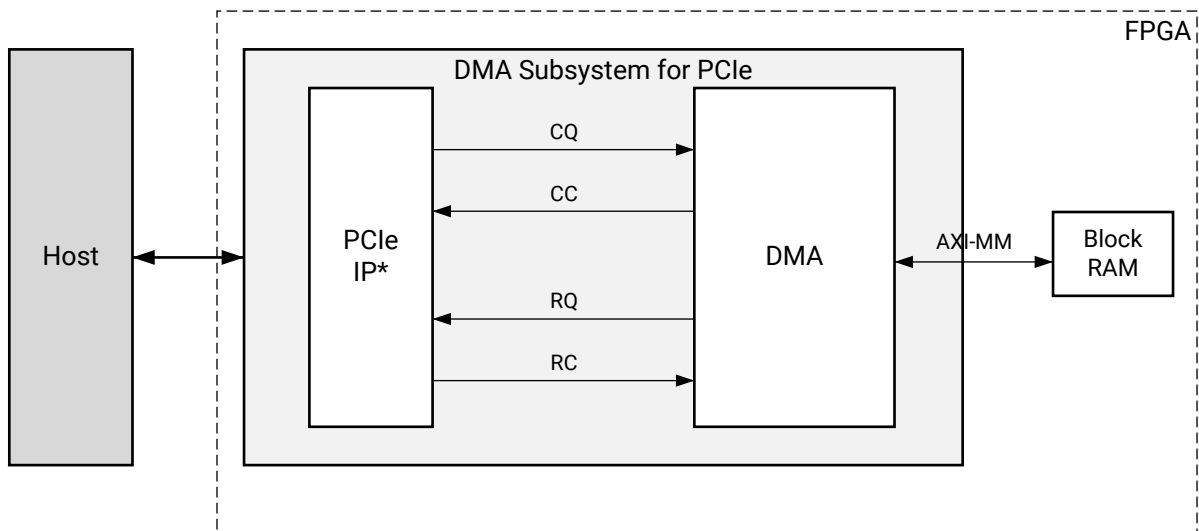 FPGA
DMA Subsystem for PCIe
CQ
CC
Host
PCIe
IP*
DMA
AXI-MM
Block
RAM
RQ
RC